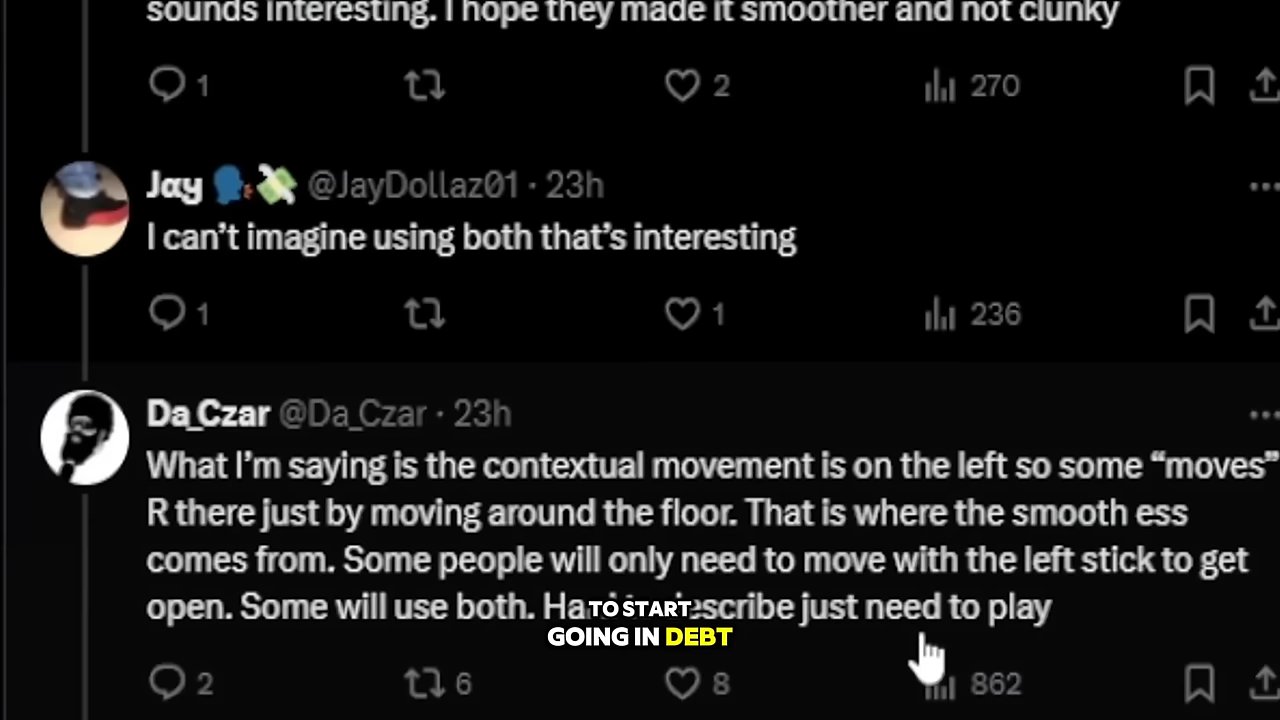 sounds interesting. I hope they made it smoother and not clunky
1 2 270
Jay @JayDollaz01 · 23h
I can't imagine using both that's interesting
1 1 236
Da_Czar @Da_Czar · 23h
What I'm saying is the contextual movement is on the left so some “moves”
R there just by moving around the floor. That is where the smooth ess
comes from. Some people will only need to move with the left stick to get
open. Some will use both. just need to play
TO START
GOING IN DEBT
2 6 8 862